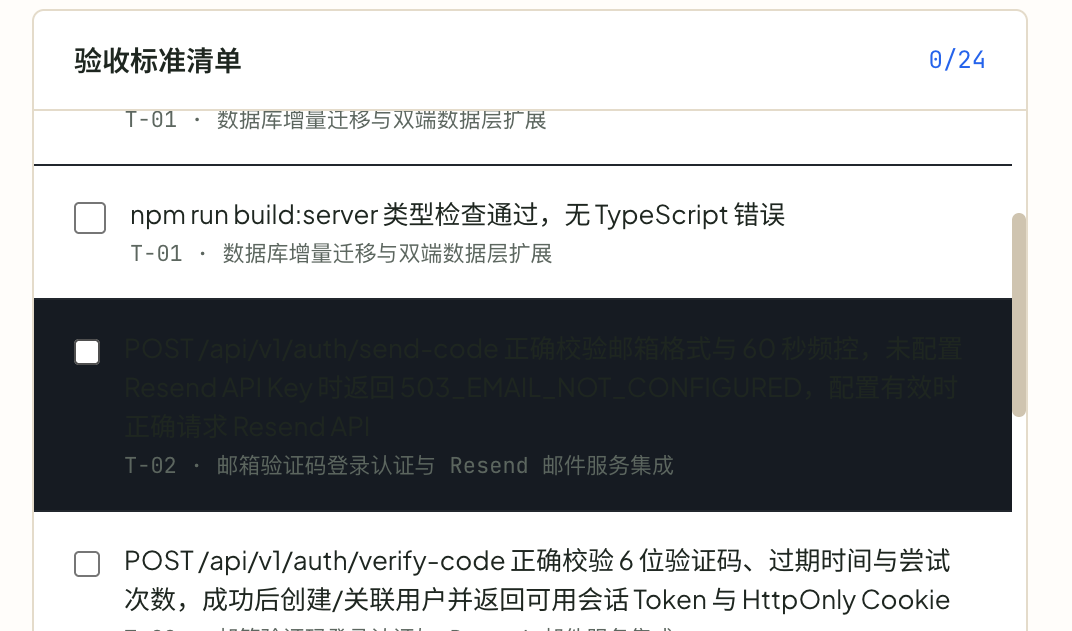 验收标准清单
0/24
T-01 · 数据库增量迁移与双端数据层扩展
npm run build:server 类型检查通过，无 TypeScript 错误
T-01 · 数据库增量迁移与双端数据层扩展
POST /api/v1/auth/send-code 正确校验邮箱格式与 60 秒频控，未配置
Resend API Key 时返回 503_EMAIL_NOT_CONFIGURED，配置有效时
正确请求 Resend API
T-02 · 邮箱验证码登录认证与 Resend 邮件服务集成
POST /api/v1/auth/verify-code 正确校验 6 位验证码、过期时间与尝试
次数，成功后创建/关联用户并返回可用会话 Token 与 HttpOnly Cookie